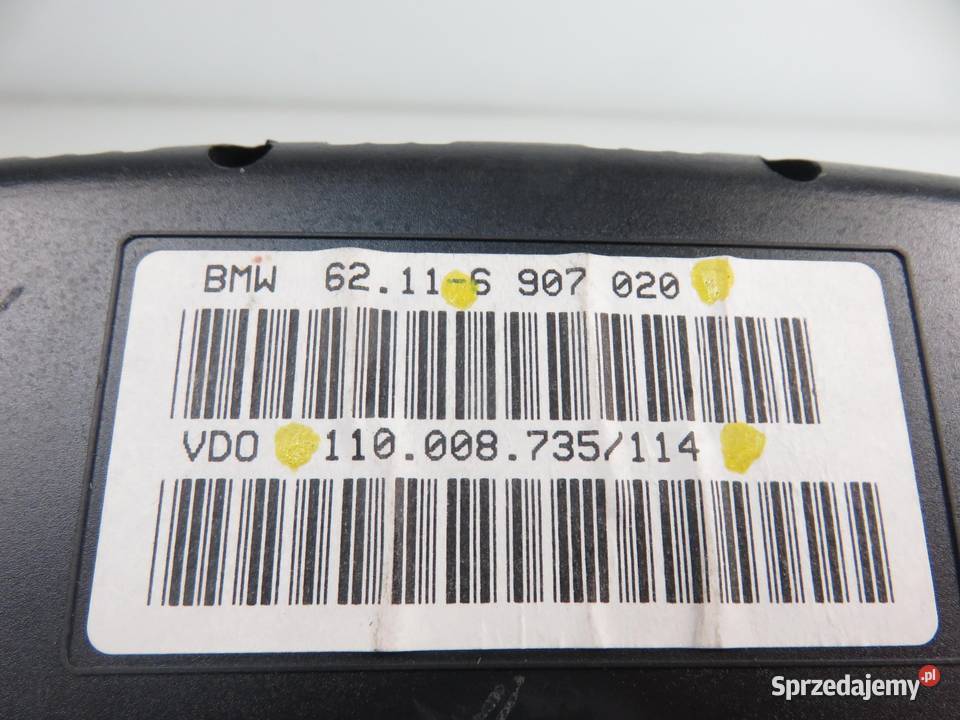 BMW 62.11-6 907 020
VDO 110.008.735/114
Sprzedajemy.pl